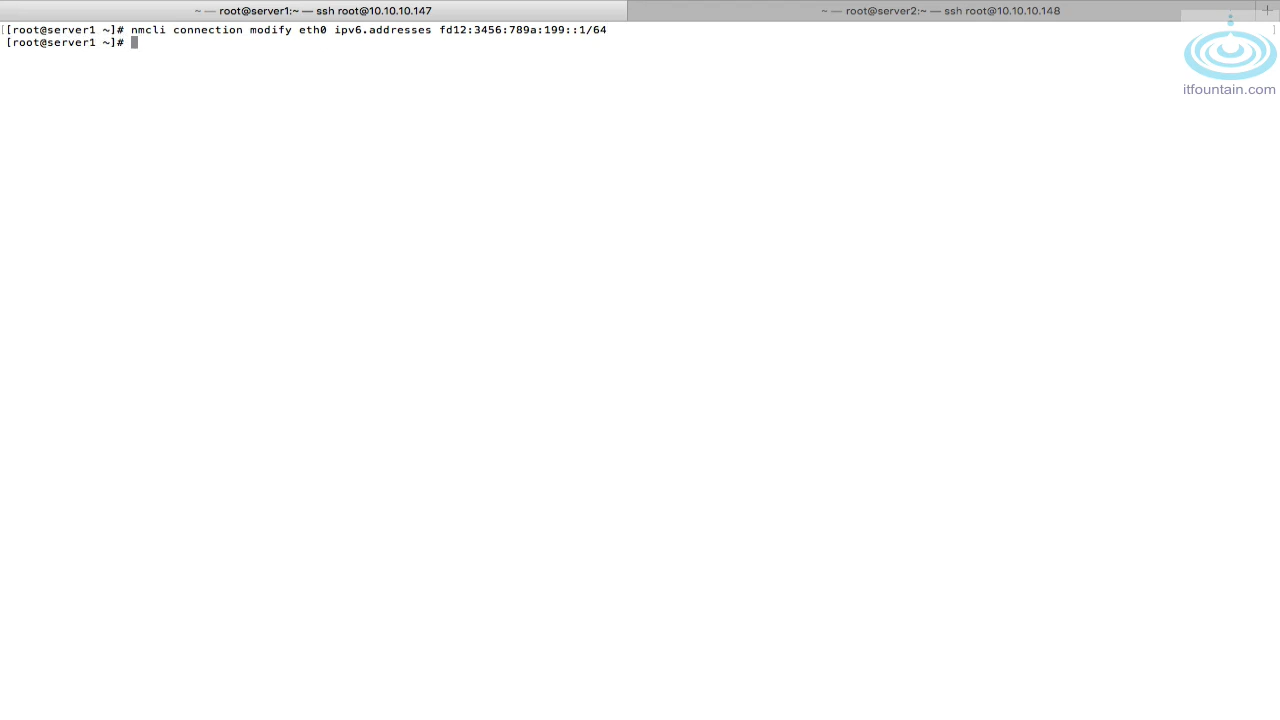 ~ — root@server1:~ — ssh root@10.10.10.147
~ — root@server2:~ — ssh root@10.10.10.148
+
[[root@server1 ~]# nmcli connection modify eth0 ipv6.addresses fd12:3456:789a:199::1/64 ]
[root@server1 ~]#
itfountain.com